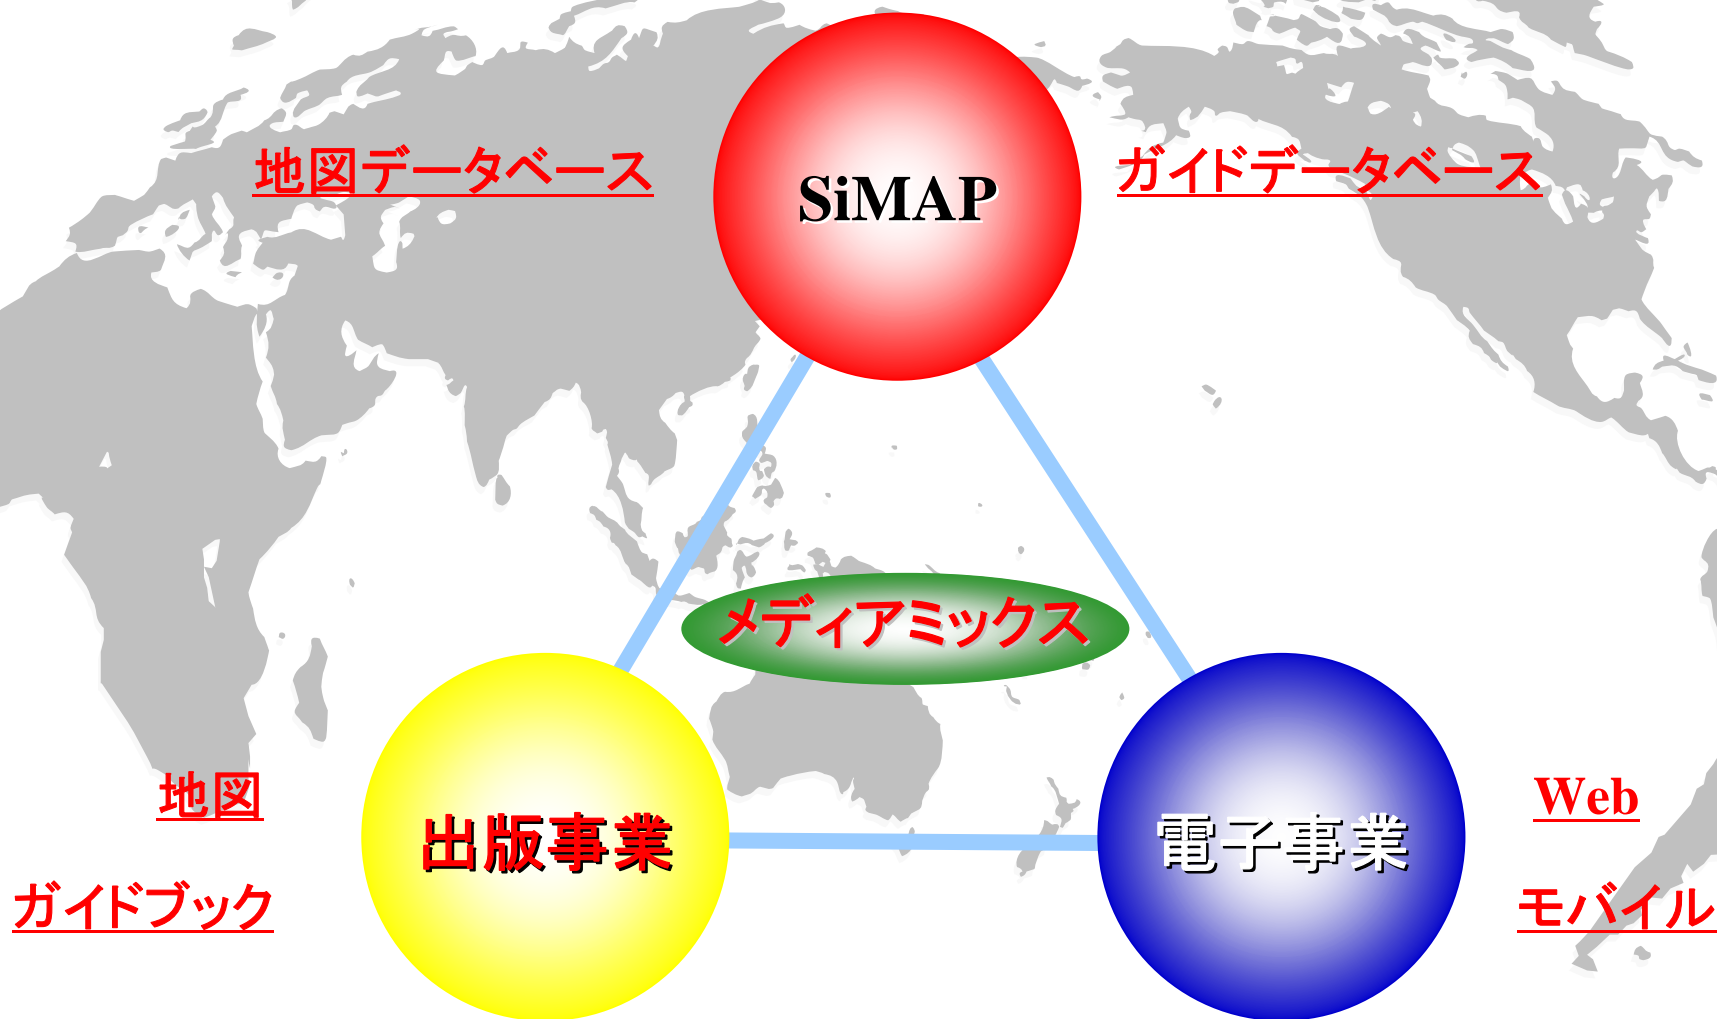 地図データベース
SiMAP
ガイドデータベース
メディアミックス
地図
出版事業
電子事業
Web
ガイドブック
モバイル